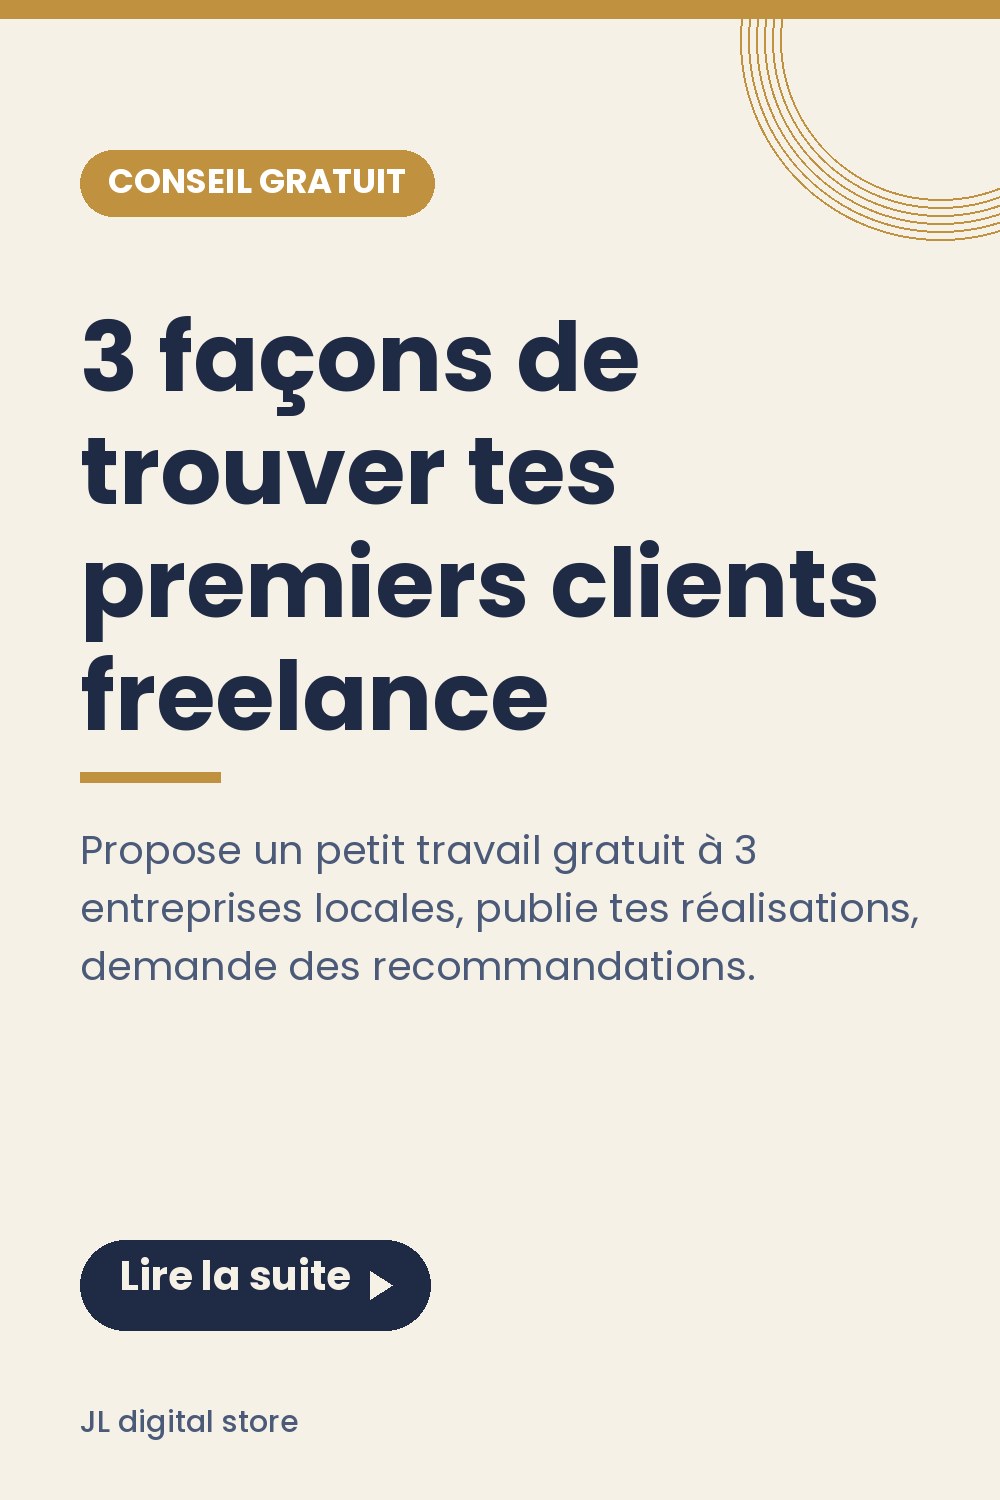 CONSEIL GRATUIT
3 façons de
trouver tes
premiers clients
freelance
Propose un petit travail gratuit à 3
entreprises locales, publie tes réalisations,
demande des recommandations.
Lire la suite
JL digital store